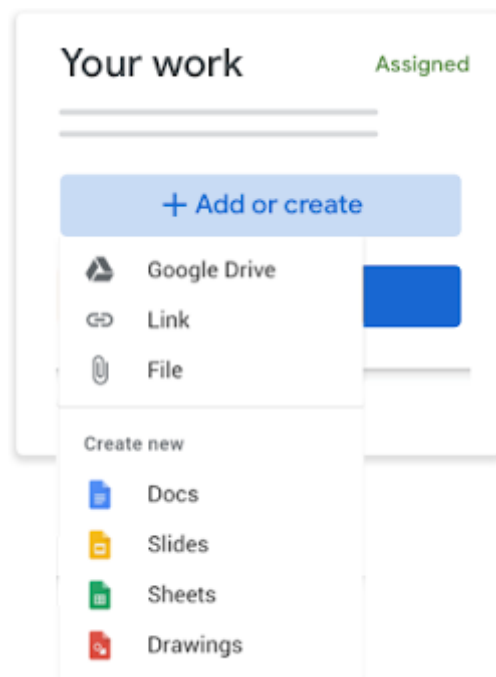 Your work
Assigned
+ Add or create
Google Drive
Link
File
Create new
Docs
Slides
Sheets
Drawings